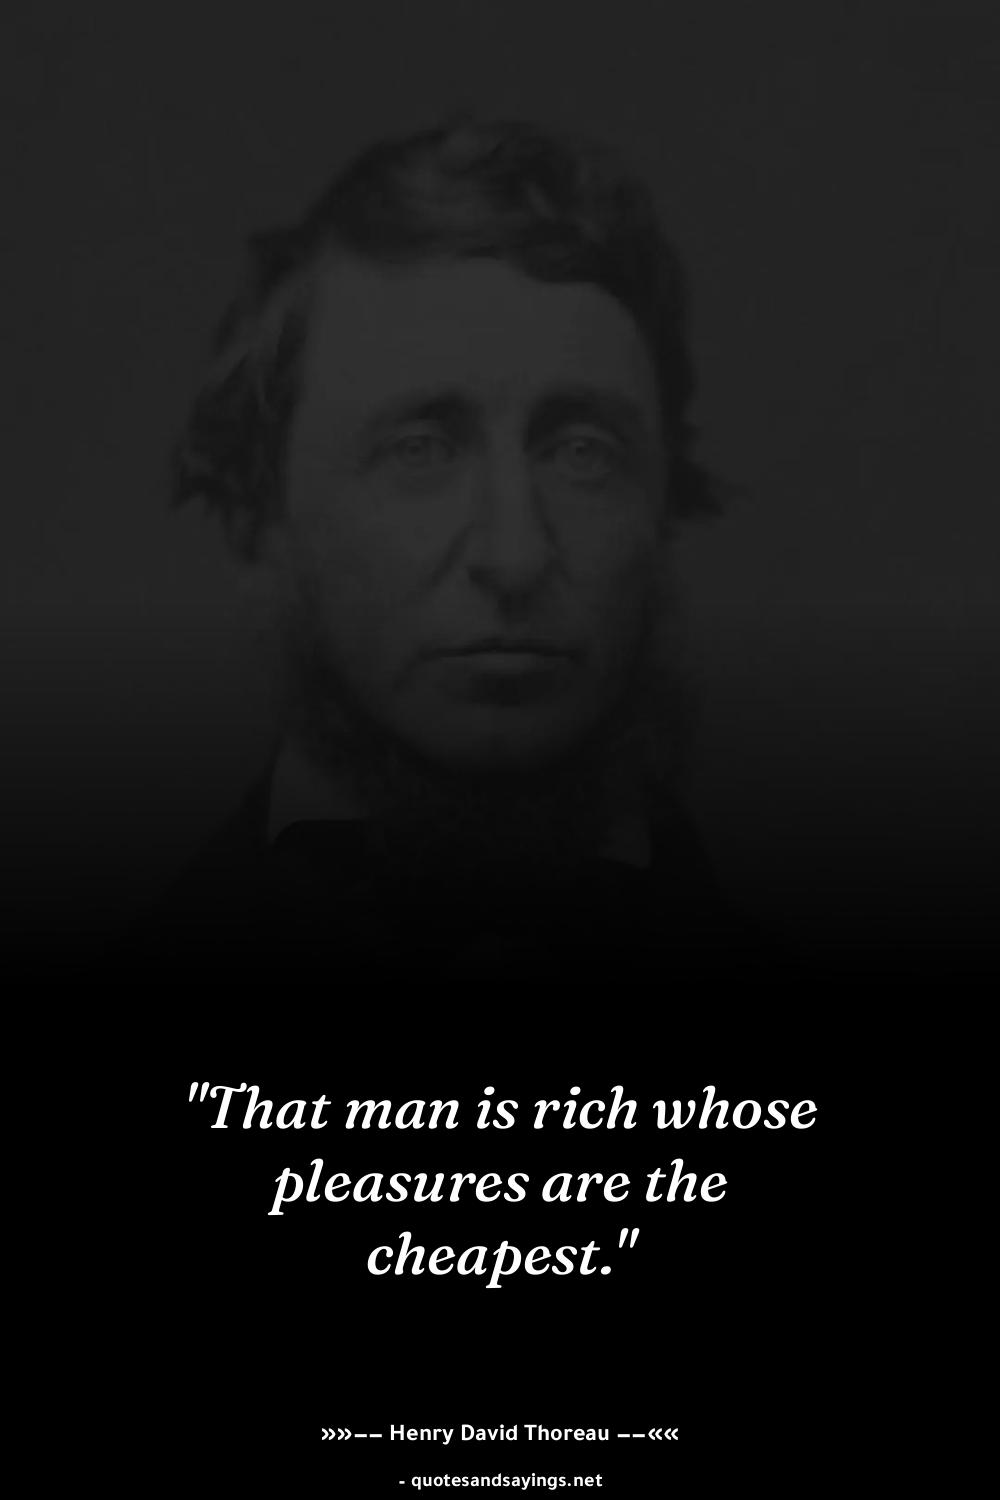 "That man is rich whose
pleasures are the
cheapest."
»»−− Henry David Thoreau −−««
- quotesandsayings.net